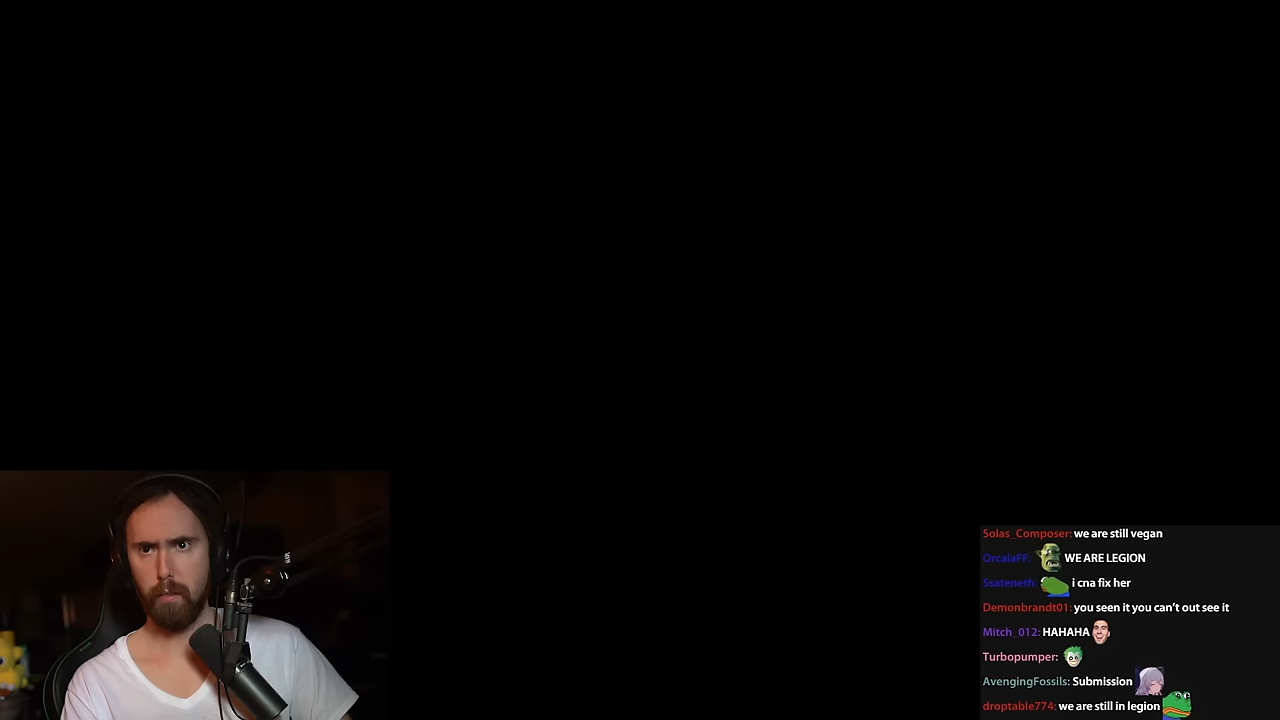 Solas_Composer: we are still vegan
OrcalaFF: WE ARE LEGION
Ssateneth: i cna fix her
Demonbrandt01: you seen it you can't out see it
Mitch_012: HAHAHA
Turbopumper:
AvengingFossils: Submission
droptable774: we are still in legion